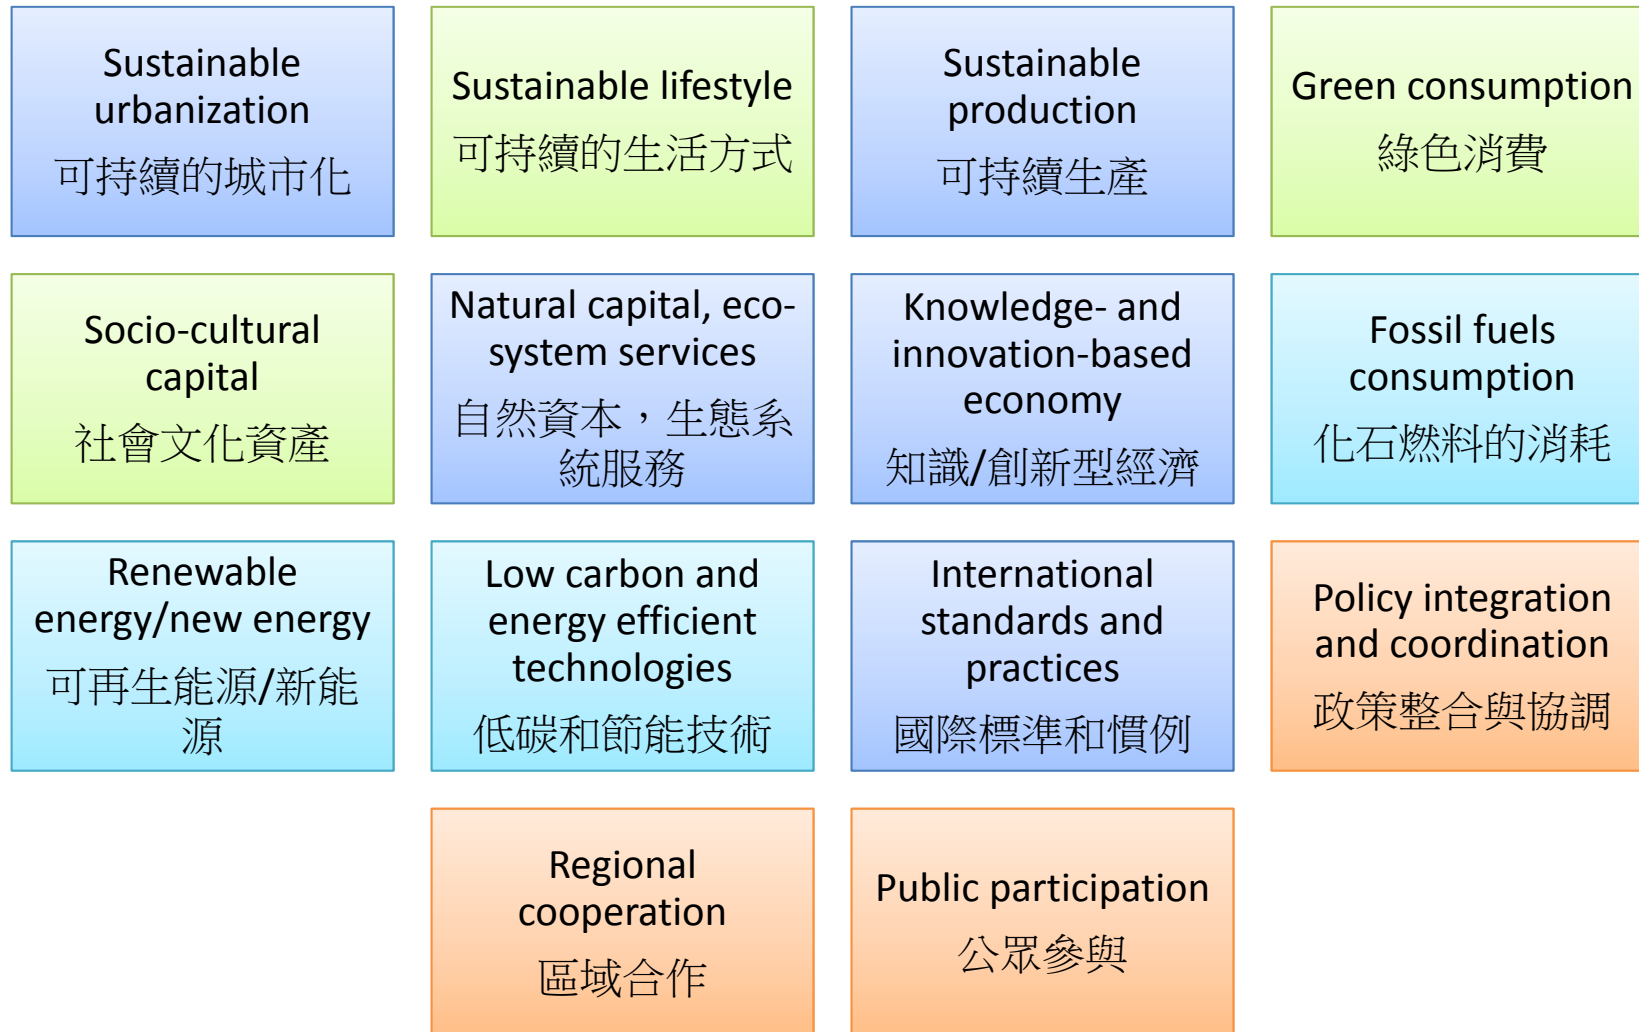 Sustainable
urbanization
可持續的城市化
Sustainable lifestyle
可持續的生活方式
Sustainable
production
可持續生產
Green consumption
綠色消費
Socio-cultural
capital
社會文化資產
Natural capital, eco-
system services
自然資本，生態系
統服務
Knowledge- and
innovation-based
economy
知識/創新型經濟
Fossil fuels
consumption
化石燃料的消耗
Renewable
energy/new energy
可再生能源/新能
源
Low carbon and
energy efficient
technologies
低碳和節能技術
International
standards and
practices
國際標準和慣例
Policy integration
and coordination
政策整合與協調
Regional
cooperation
區域合作
Public participation
公眾參與